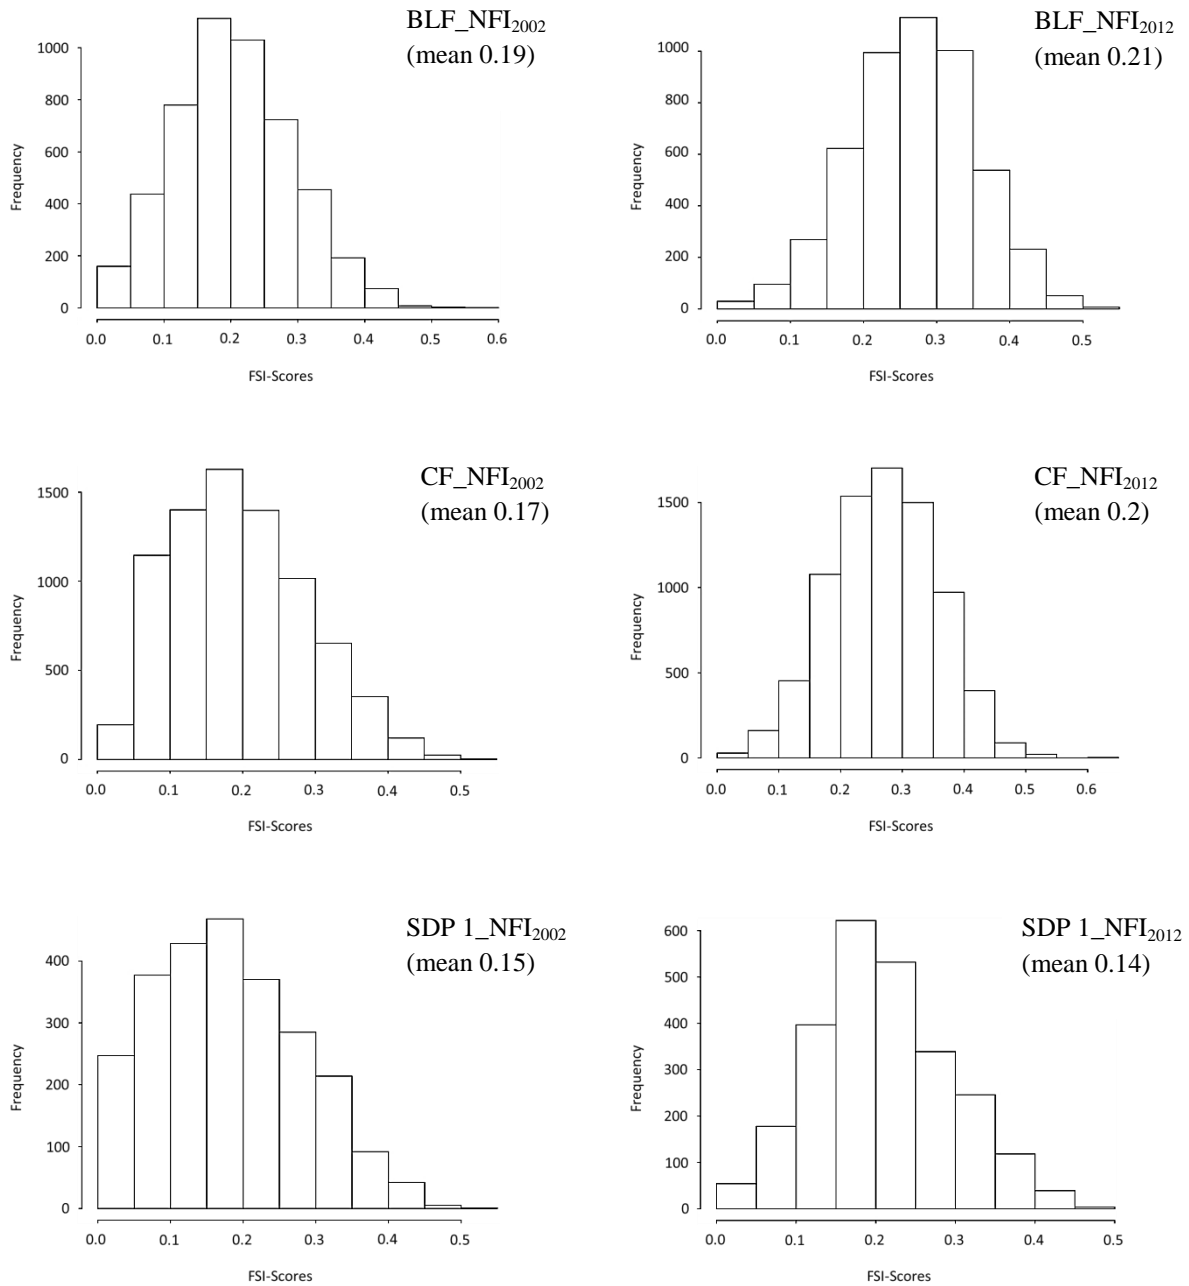 BLF_NFI2002
(mean 0.19)
1000
800
600
400
200
0
Frequency
0.0 0.1 0.2 0.3 0.4 0.5 0.6
FSI-Scores
BLF_NFI2012
(mean 0.21)
1000
800
600
400
200
0
Frequency
0.0 0.1 0.2 0.3 0.4 0.5
FSI-Scores
CF_NFI2002
(mean 0.17)
1500
1000
500
0
Frequency
0.0 0.1 0.2 0.3 0.4 0.5
FSI-Scores
CF_NFI2012
(mean 0.2)
1500
1000
500
0
Frequency
0.0 0.1 0.2 0.3 0.4 0.5 0.6
FSI-Scores
SDP 1_NFI2002
(mean 0.15)
400
300
200
100
0
Frequency
0.0 0.1 0.2 0.3 0.4 0.5
FSI-Scores
SDP 1_NFI2012
(mean 0.14)
600
500
400
300
200
100
0
Frequency
0.0 0.1 0.2 0.3 0.4 0.5
FSI-Scores